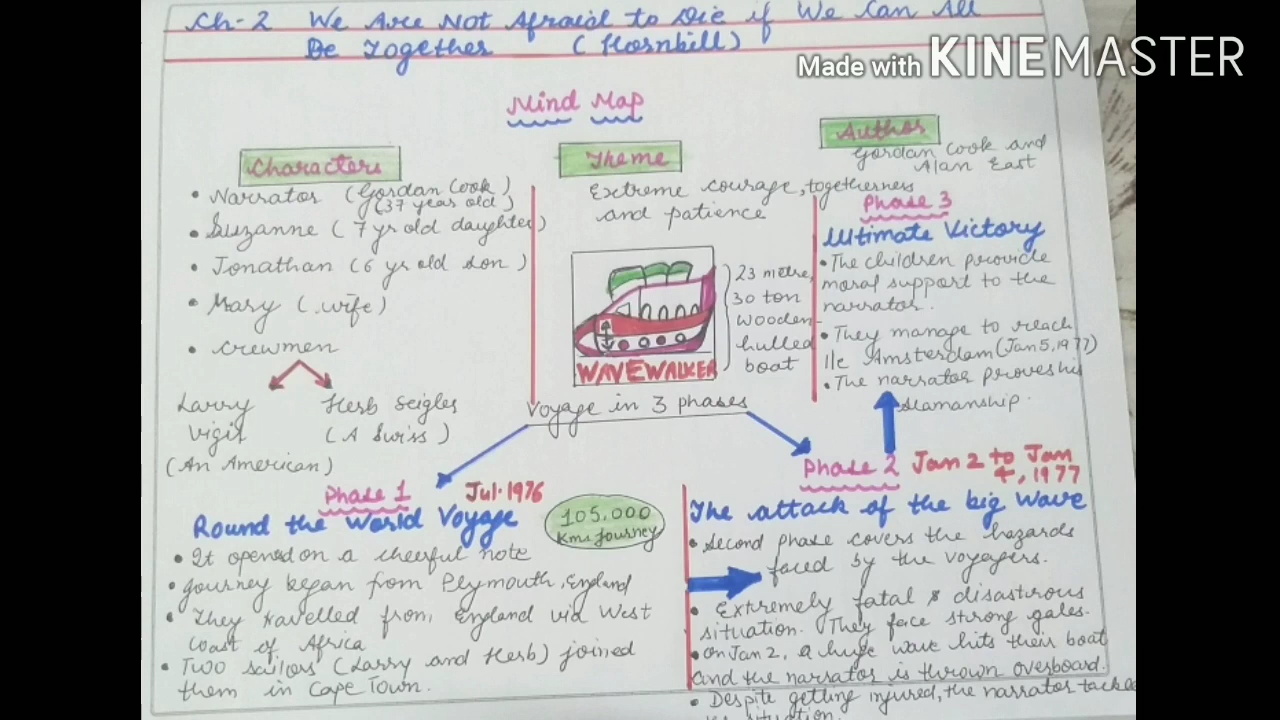 Ch-2 We Are Not Afraid to Die if We Can All
Be Together (Hornbill)
Made with KINEMASTER
Mind Map
Characters
• Narrator (Gordan Cook)
(37 year old)
• Suzanne (7 yr old daughter)
• Jonathan (6 yr old son)
• Mary (wife)
• Crewmen
Larry
Vigil
(An American)
Herb Seigler
(A Swiss)
Theme
Extreme courage, togetherness
and patience
23 metre,
30 ton
wooden-
hulled
boat
WAVEWALKER
Voyage in 3 phases
Author
Gordan Cook and
Alan East
Phase 3
Ultimate Victory
• The children provide
moral support to the
narrator.
• They manage to reach
Ile Amsterdam (Jan 5, 1977)
• The narrator proves his
seamanship.
Phase 1 Jul. 1976
Round the World Voyage
105,000
Kms journey
• It opened on a cheerful note
• Journey began from Plymouth, England
• They travelled from England via West
coast of Africa
• Two sailors (Larry and Herb) joined
them in Cape Town.
Phase 2 Jan 2 to Jan
4, 1977
The attack of the big wave
• Second phase covers the hazards
faced by the voyagers.
• Extremely fatal & disastrous
situation. They face strong gales.
• On Jan 2, a huge wave hits their boat
and the narrator is thrown overboard.
• Despite getting injured, the narrator
situation.